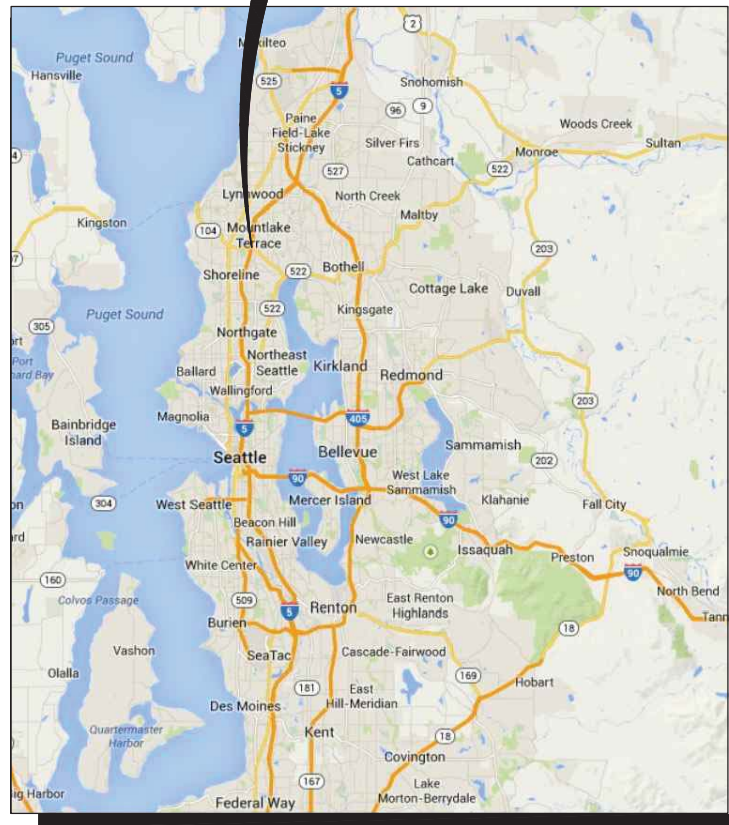 2
Puget Sound
Hansville
525
5
Snohomish
96
9
Paine
Field-Lake
Stickney
Silver Firs
Woods Creek
Cathcart
Monroe
Sultan
527
522
Lynnwood
North Creek
Kingston
104
Mountlake
Terrace
Maltby
203
Shoreline
522
Bothell
Cottage Lake
Duvall
522
Kingsgate
305
Puget Sound
Northgate
Northeast
Seattle
Kirkland
Redmond
Ballard
Wallingford
Magnolia
5
405
203
Bainbridge
Island
Seattle
Bellevue
Sammamish
202
90
West Lake
Sammamish
Mercer Island
Klahanie
304
West Seattle
Fall City
90
Beacon Hill
Rainier Valley
Newcastle
Issaquah
Preston
Snoqualmie
White Center
160
90
Colvos Passage
North Bend
509
5
Renton
East Renton
Highlands
Burien
18
Vashon
SeaTac
Cascade-Fairwood
Olalla
169
Hobart
181
East
Hill-Meridian
Des Moines
Quartermaster
Harbor
Kent
18
Covington
167
Lake
Morton-Berrydale
Federal Way